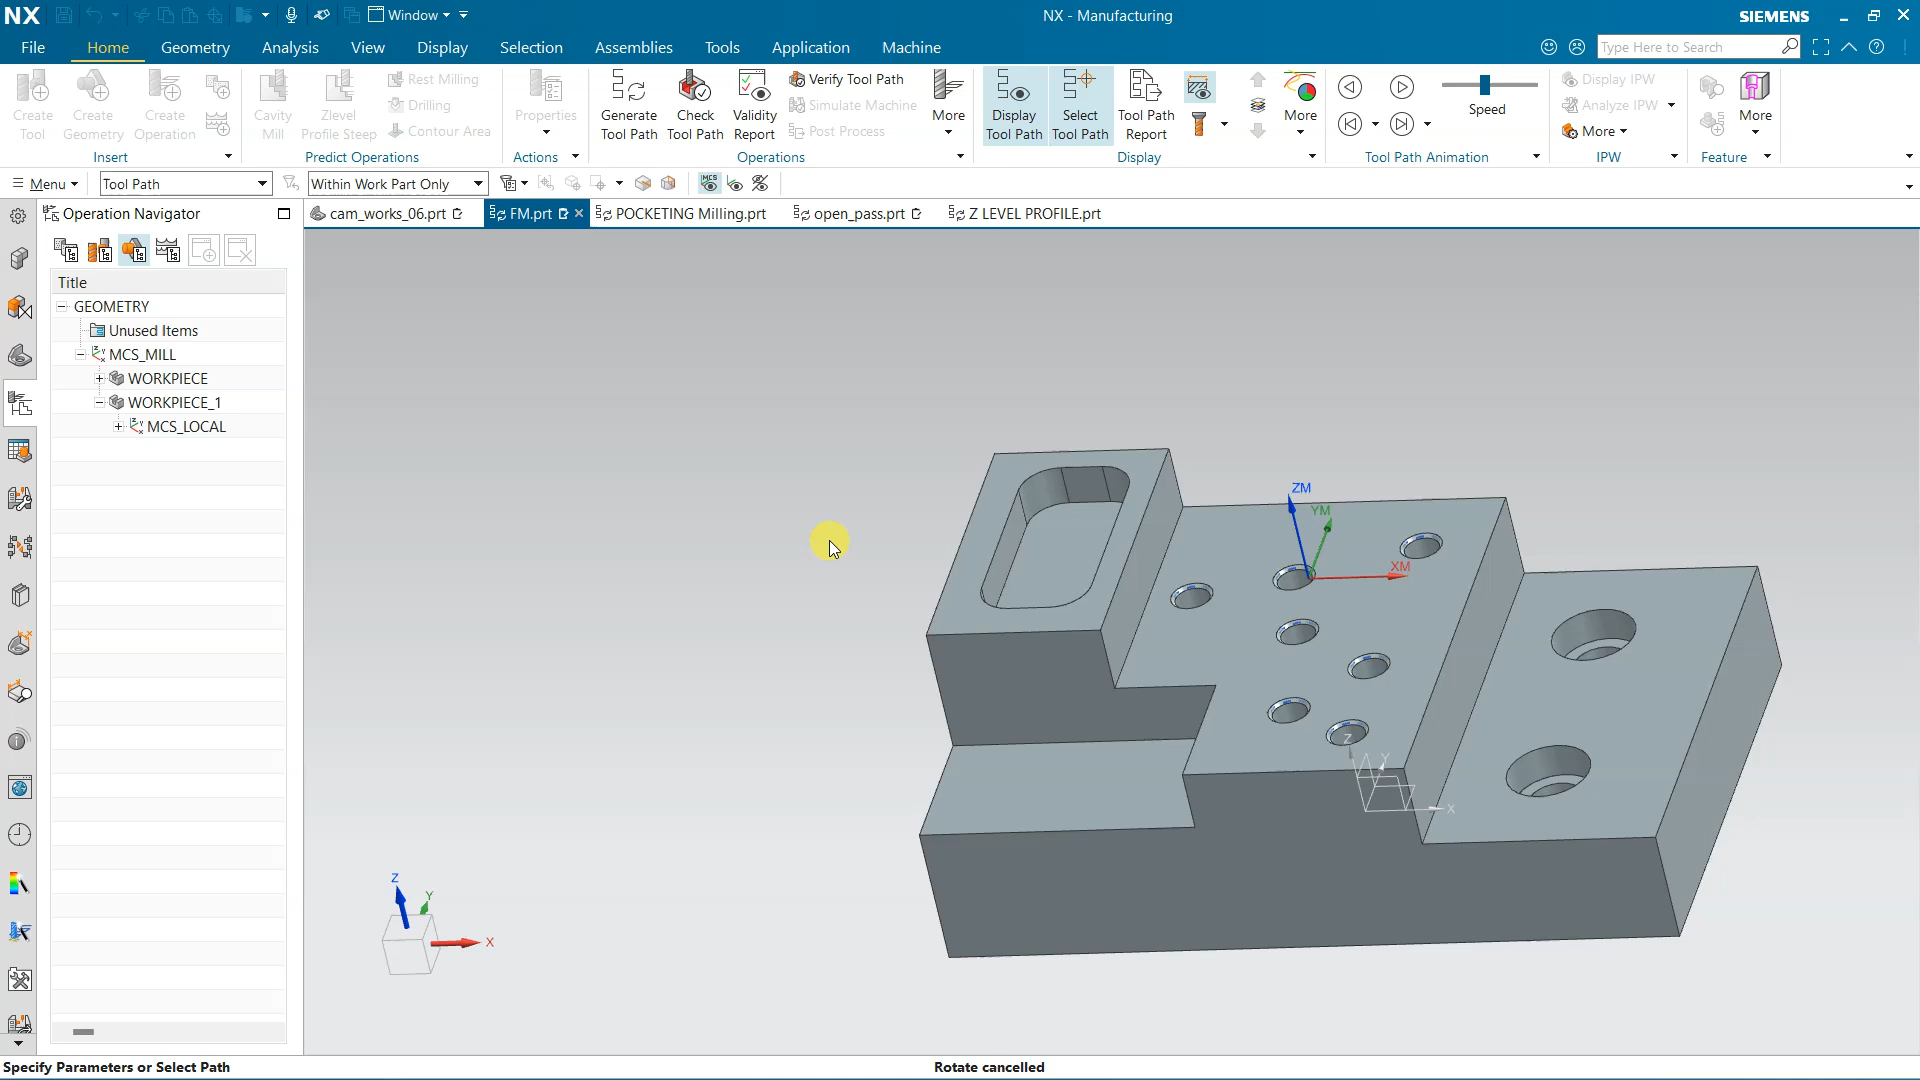 NX
Window
NX - Manufacturing
SIEMENS
File
Home
Geometry
Analysis
View
Display
Selection
Assemblies
Tools
Application
Machine
Type Here to Search
Create Tool
Create Geometry
Create Operation
Insert
Cavity Mill
Zlevel Profile Steep
Rest Milling
Drilling
Contour Area
Predict Operations
Properties
Actions
Generate Tool Path
Check Tool Path
Validity Report
Verify Tool Path
Simulate Machine
Post Process
More
Operations
Display Tool Path
Select Tool Path
Tool Path Report
More
Display
Speed
Tool Path Animation
Display IPW
Analyze IPW
More
IPW
More
Feature
Menu
Tool Path
Within Work Part Only
MCS
Operation Navigator
cam_works_06.prt
FM.prt
POCKETING Milling.prt
open_pass.prt
Z LEVEL PROFILE.prt
Title
GEOMETRY
Unused Items
MCS_MILL
WORKPIECE
WORKPIECE_1
MCS_LOCAL
ZM
YM
XM
Z
Y
X
Z
Y
X
Specify Parameters or Select Path
Rotate cancelled